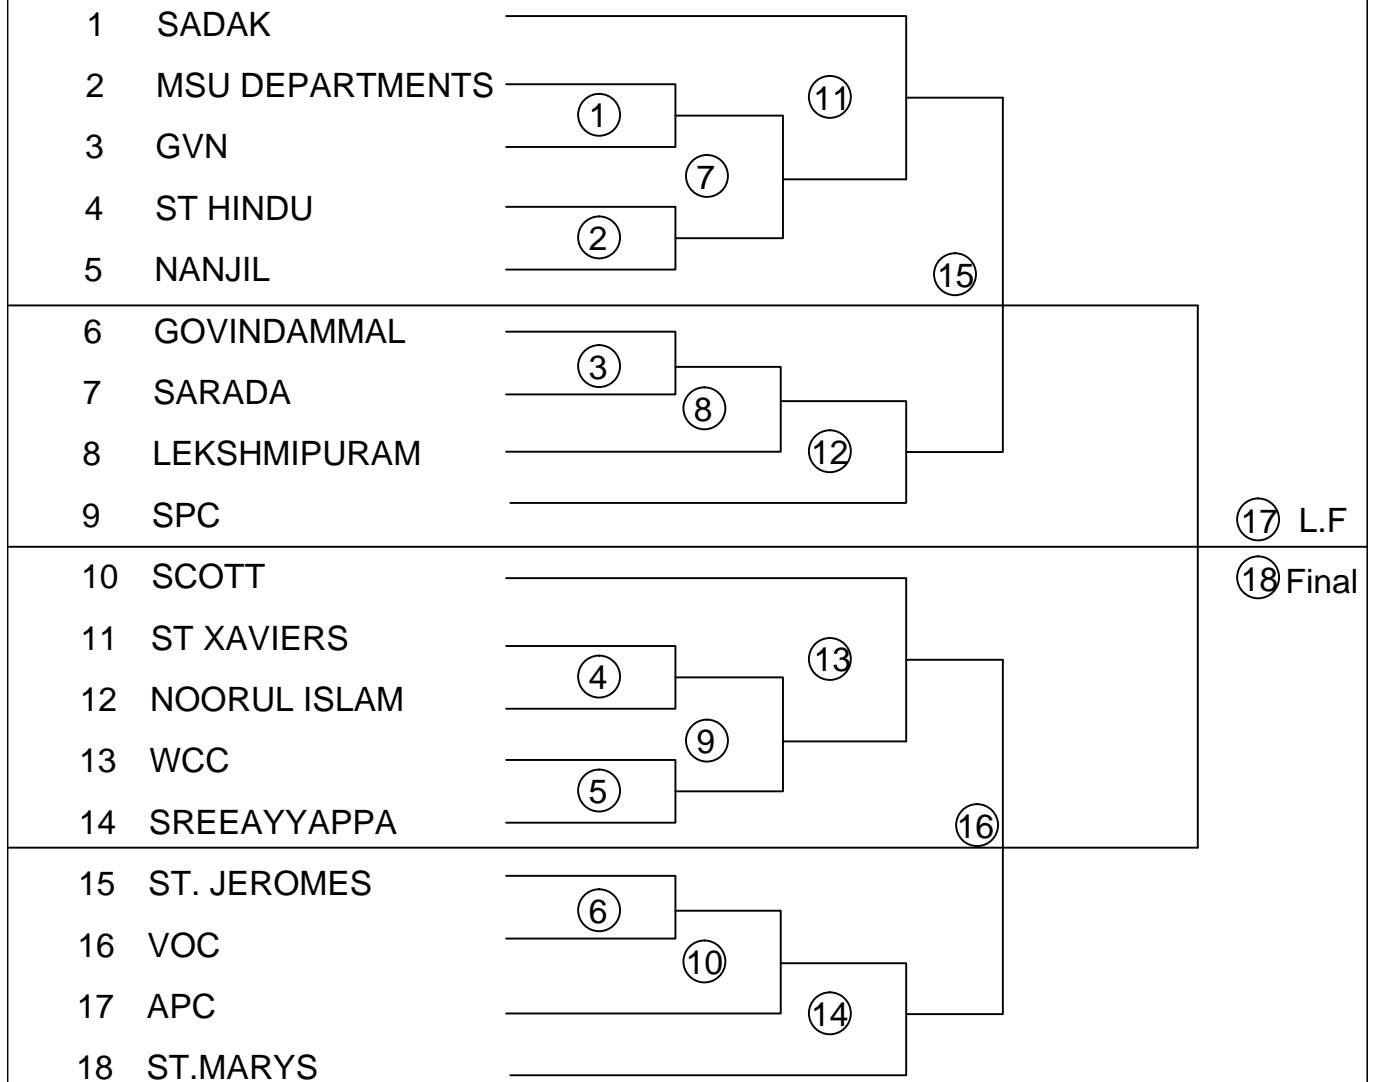 1 SADAK
2 MSU DEPARTMENTS
11
1
3 GVN
7
4 ST HINDU
2
5 NANJIL
15
6 GOVINDAMMAL
3
7 SARADA
8
8 LEKSHMIPURAM
12
9 SPC
17 L.F
10 SCOTT
18 Final
11 ST XAVIERS
13
4
12 NOORUL ISLAM
9
13 WCC
5
14 SREEAYYAPPA
16
15 ST. JEROMES
6
16 VOC
10
17 APC
14
18 ST.MARYS